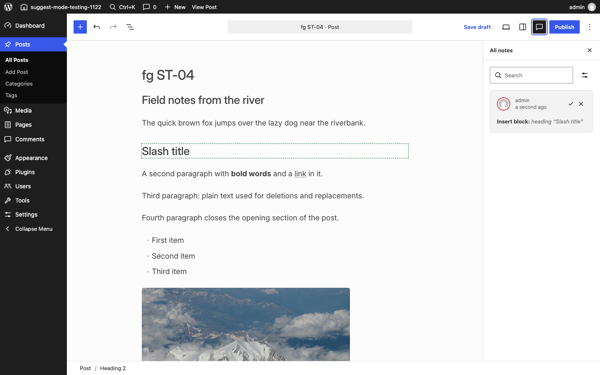 suggest-mode-testing-1122
Ctrl+K
0
New
View Post
admin
Dashboard
Posts
All Posts
Add Post
Categories
Tags
Media
Pages
Comments
Appearance
Plugins
Users
Tools
Settings
Collapse Menu
fg ST-04 · Post
Save draft
Publish
fg ST-04
Field notes from the river
The quick brown fox jumps over the lazy dog near the riverbank.
Slash title
A second paragraph with bold words and a link in it.
Third paragraph: plain text used for deletions and replacements.
Fourth paragraph closes the opening section of the post.
· First item
· Second item
· Third item
All notes
Search
admin
a second ago
Insert block: heading "Slash title"
Post / Heading 2